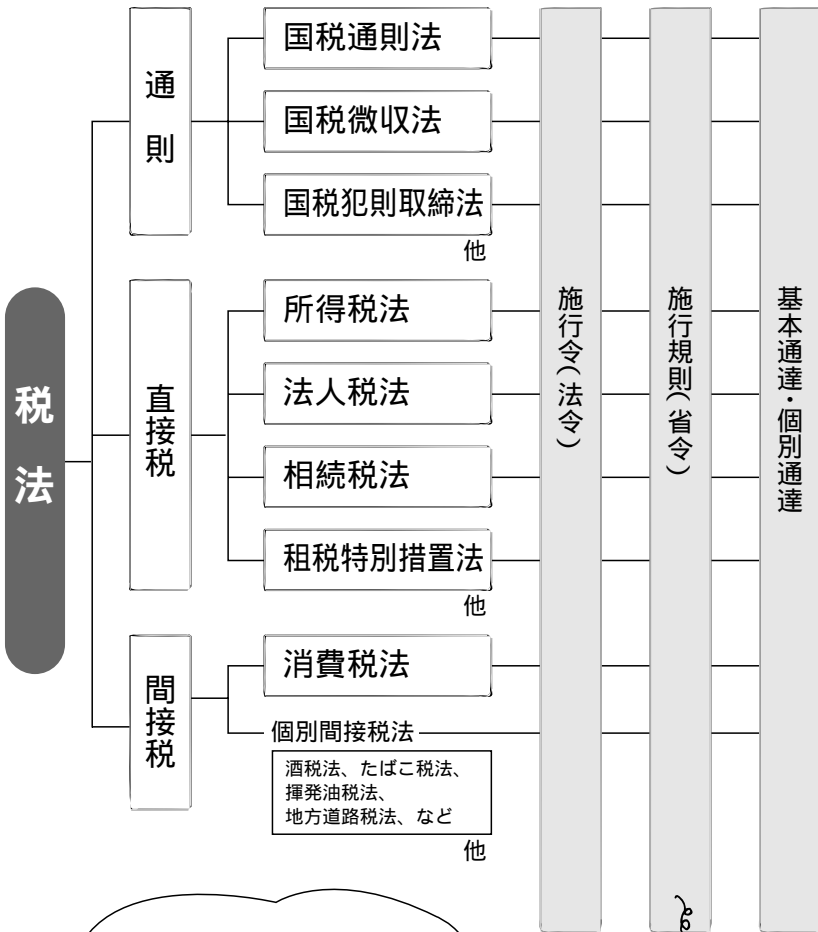 税法
通則
国税通則法
国税微収法
国税犯則取締法
他
直接税
所得税法
法人税法
相続税法
租税特別措置法
他
間接税
消費税法
個別間接税法
酒税法、たばこ税法、
揮発油税法、
地方道路税法、など
他
施行令(法令)
施行規則(省令)
基本通達・個別通達